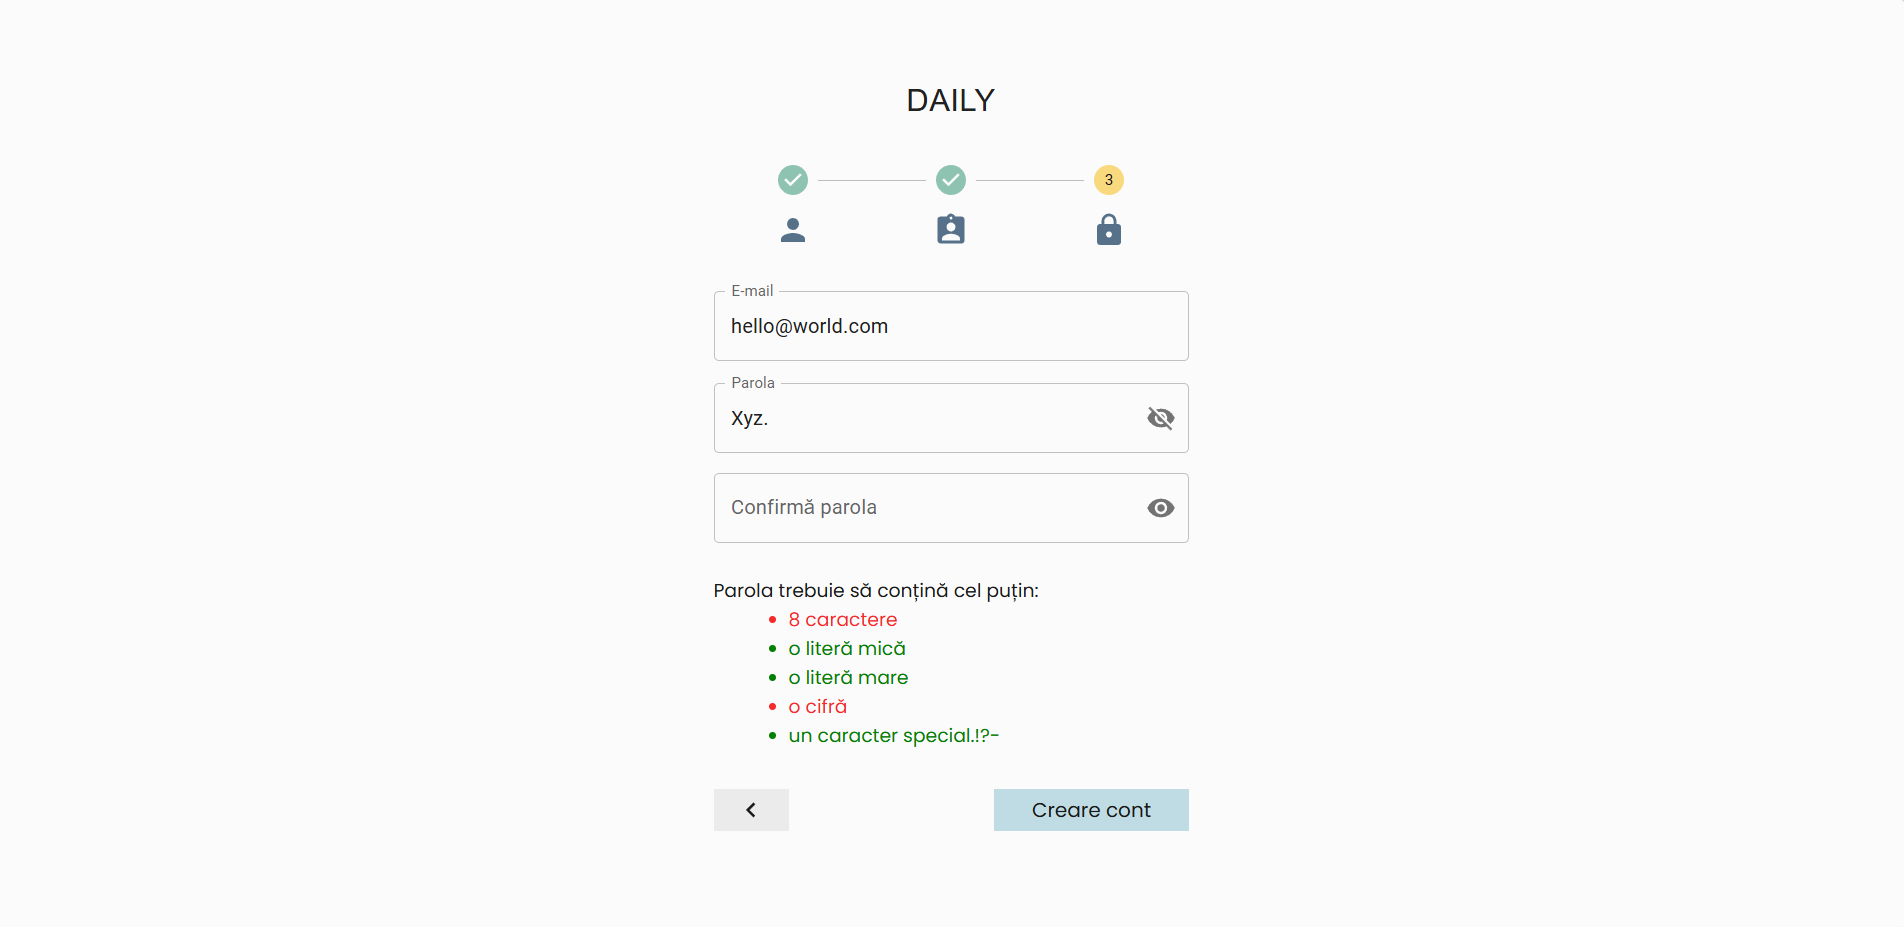 DAILY
3
E-mail
hello@world.com
Parola
Xyz.
Confirmă parola
Parola trebuie să conțină cel puțin:
8 caractere
o literă mică
o literă mare
o cifră
un caracter special.!?-
Creare cont